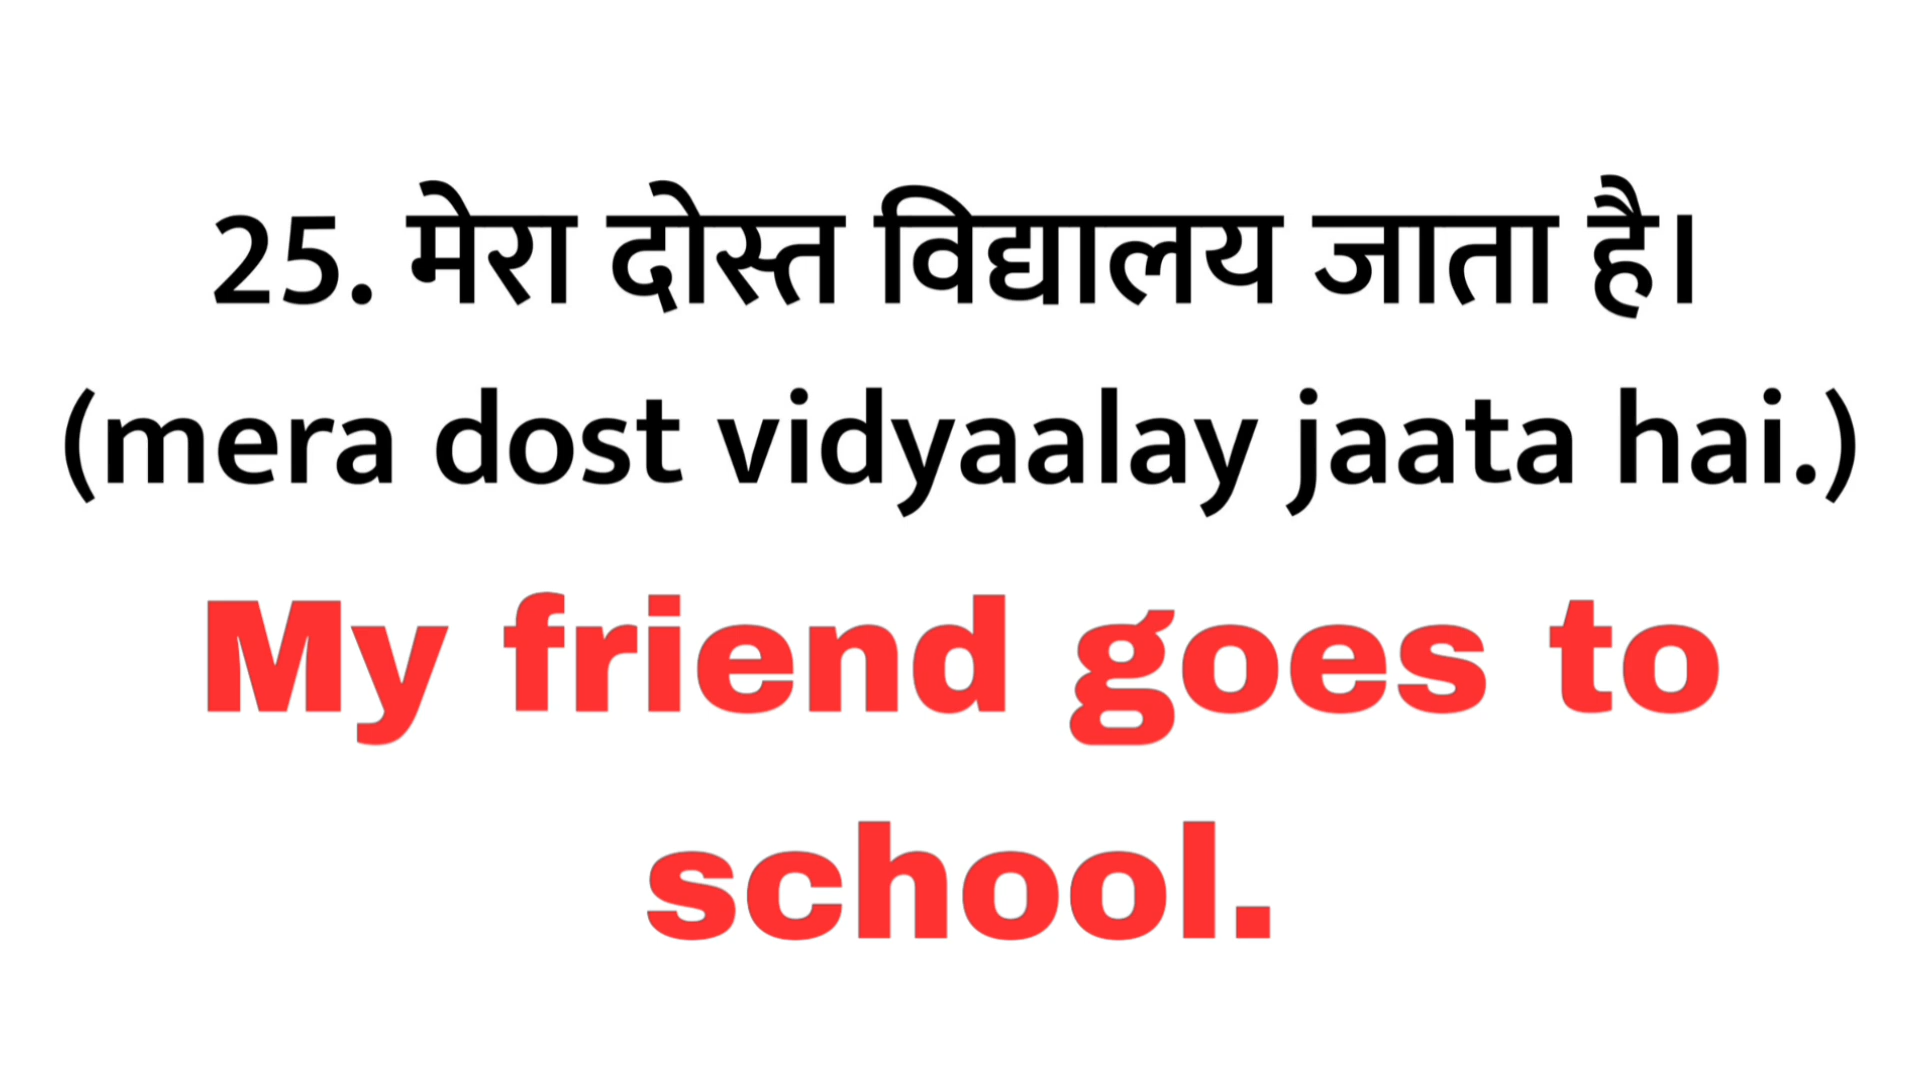 25. मेरा दोस्त विद्यालय जाता है।
(mera dost vidyaalay jaata hai.)
My friend goes to
school.